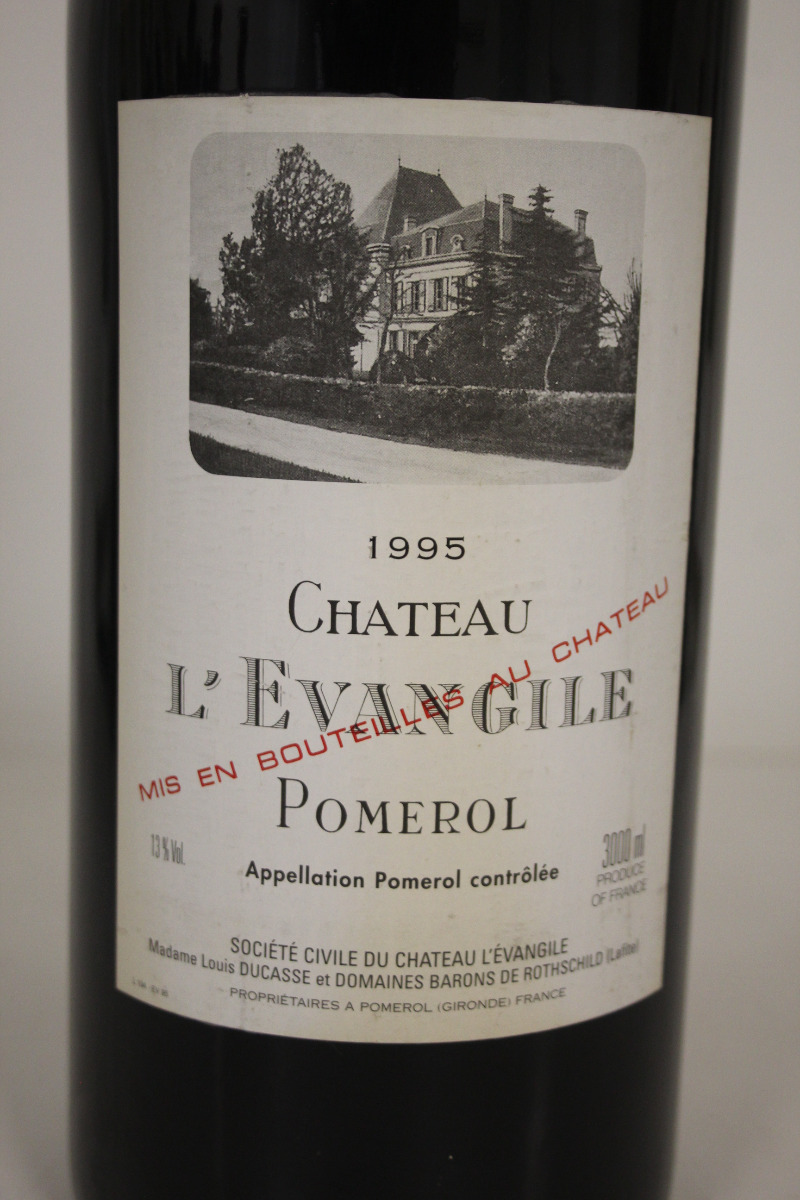 1995
CHATEAU
L'EVANGILE
MIS EN BOUTEILLES AU CHATEAU
POMEROL
13 % Vol.
3000 ml
PRODUCE
OF FRANCE
Appellation Pomerol contrôlée
SOCIÉTÉ CIVILE DU CHATEAU L'ÉVANGILE
Madame Louis DUCASSE et DOMAINES BARONS DE ROTHSCHILD (Lafite)
PROPRIÉTAIRES A POMEROL (GIRONDE) FRANCE